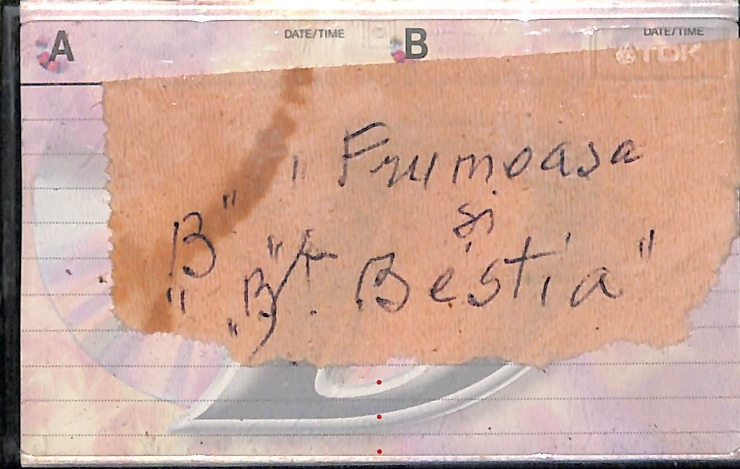 A DATE/TIME B DATE/TIME
TDK
" Frumoasa
B" și
"B". Bestia"